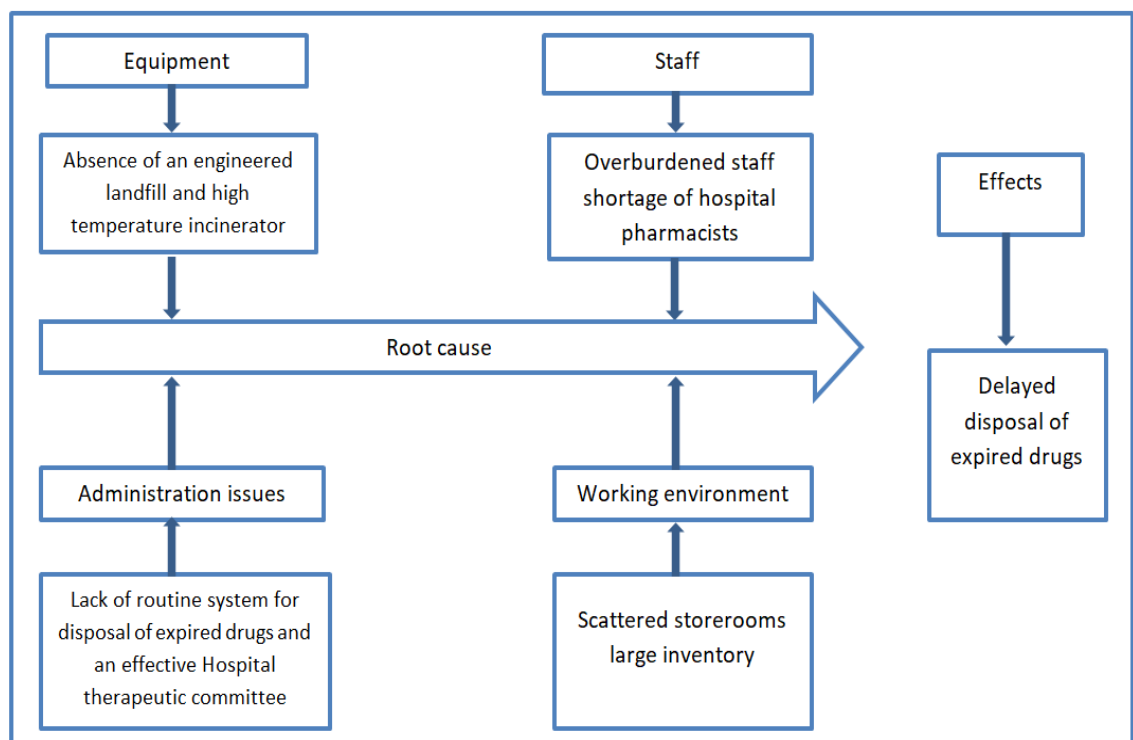 Equipment
Staff
Absence of an engineered
landfill and high
temperature incinerator
Overburdened staff
shortage of hospital
pharmacists
Effects
Root cause
Delayed
disposal of
expired drugs
Administration issues
Working environment
Lack of routine system for
disposal of expired drugs and
an effective Hospital
therapeutic committee
Scattered storerooms
large inventory